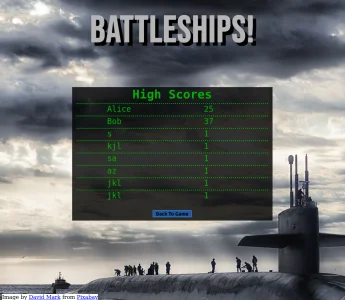 BATTLESHIPS!
High Scores
Alice 25
Bob 37
s 1
kjl 1
sa 1
az 1
jkl 1
jkl 1
Back To Game
Image by David Mark from Pixabay